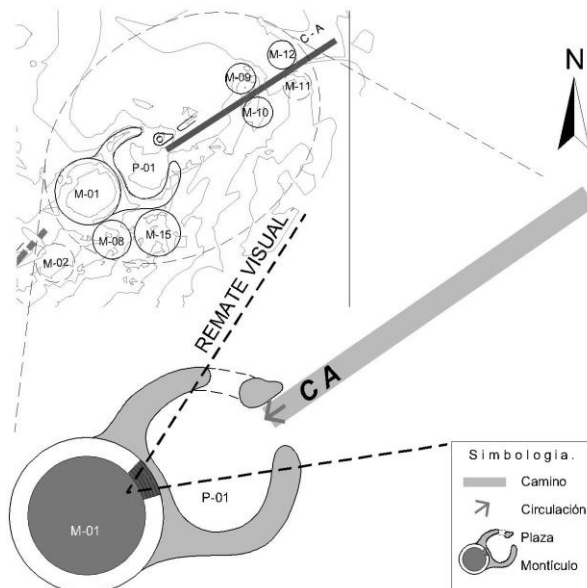 M-12
C-A
M-09
M-11
M-10
N
P-01
M-01
M-15
M-08
M-02
REMATE VISUAL
C A
P-01
M-01
Simbologia.
Camino
Circulación
Plaza
Montículo